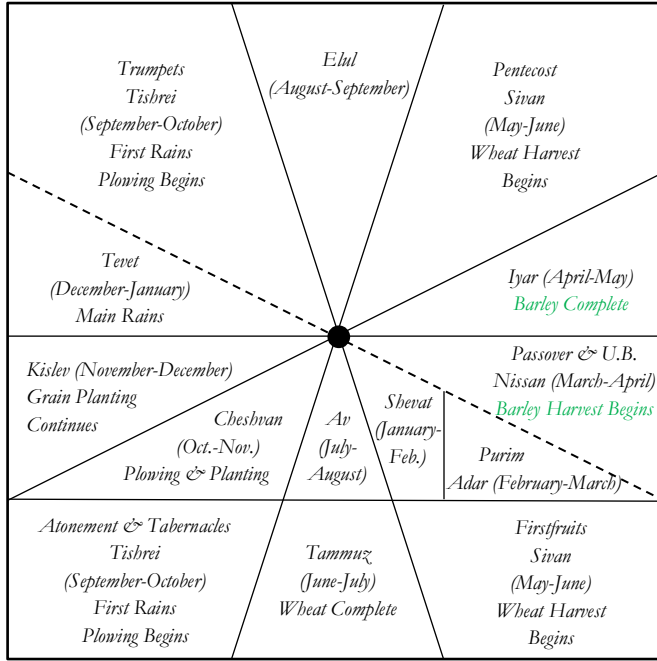 Trumpets
Tishrei
(September-October)
First Rains
Plowing Begins
Elul
(August-September)
Pentecost
Sivan
(May-June)
Wheat Harvest
Begins
Tevet
(December-January)
Main Rains
Iyar (April-May)
Barley Complete
Kislev (November-December)
Grain Planting
Continues
Cheshvan
(Oct.-Nov.)
Plowing & Planting
Av
(July-
August)
Shevat
(January-
Feb.)
Passover & U.B.
Nissan (March-April)
Barley Harvest Begins
Purim
Adar (February-March)
Atonement & Tabernacles
Tishrei
(September-October)
First Rains
Plowing Begins
Tammuz
(June-July)
Wheat Complete
Firstfruits
Sivan
(May-June)
Wheat Harvest
Begins